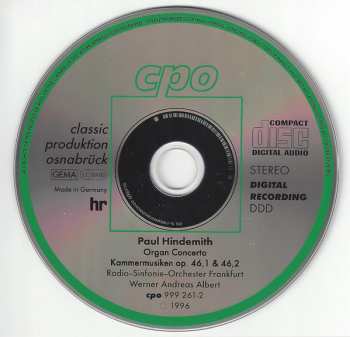 cpo
classic
produktion
osnabrück
GEMA
Made in Germany
hr
COMPACT
disc
DIGITAL AUDIO
STEREO
DIGITAL
RECORDING
DDD
Paul Hindemith
Organ Concerto
Kammermusiken op. 46,1 & 46,2
Radio-Sinfonie-Orchester Frankfurt
Werner Andreas Albert
cpo 999 261-2
1996